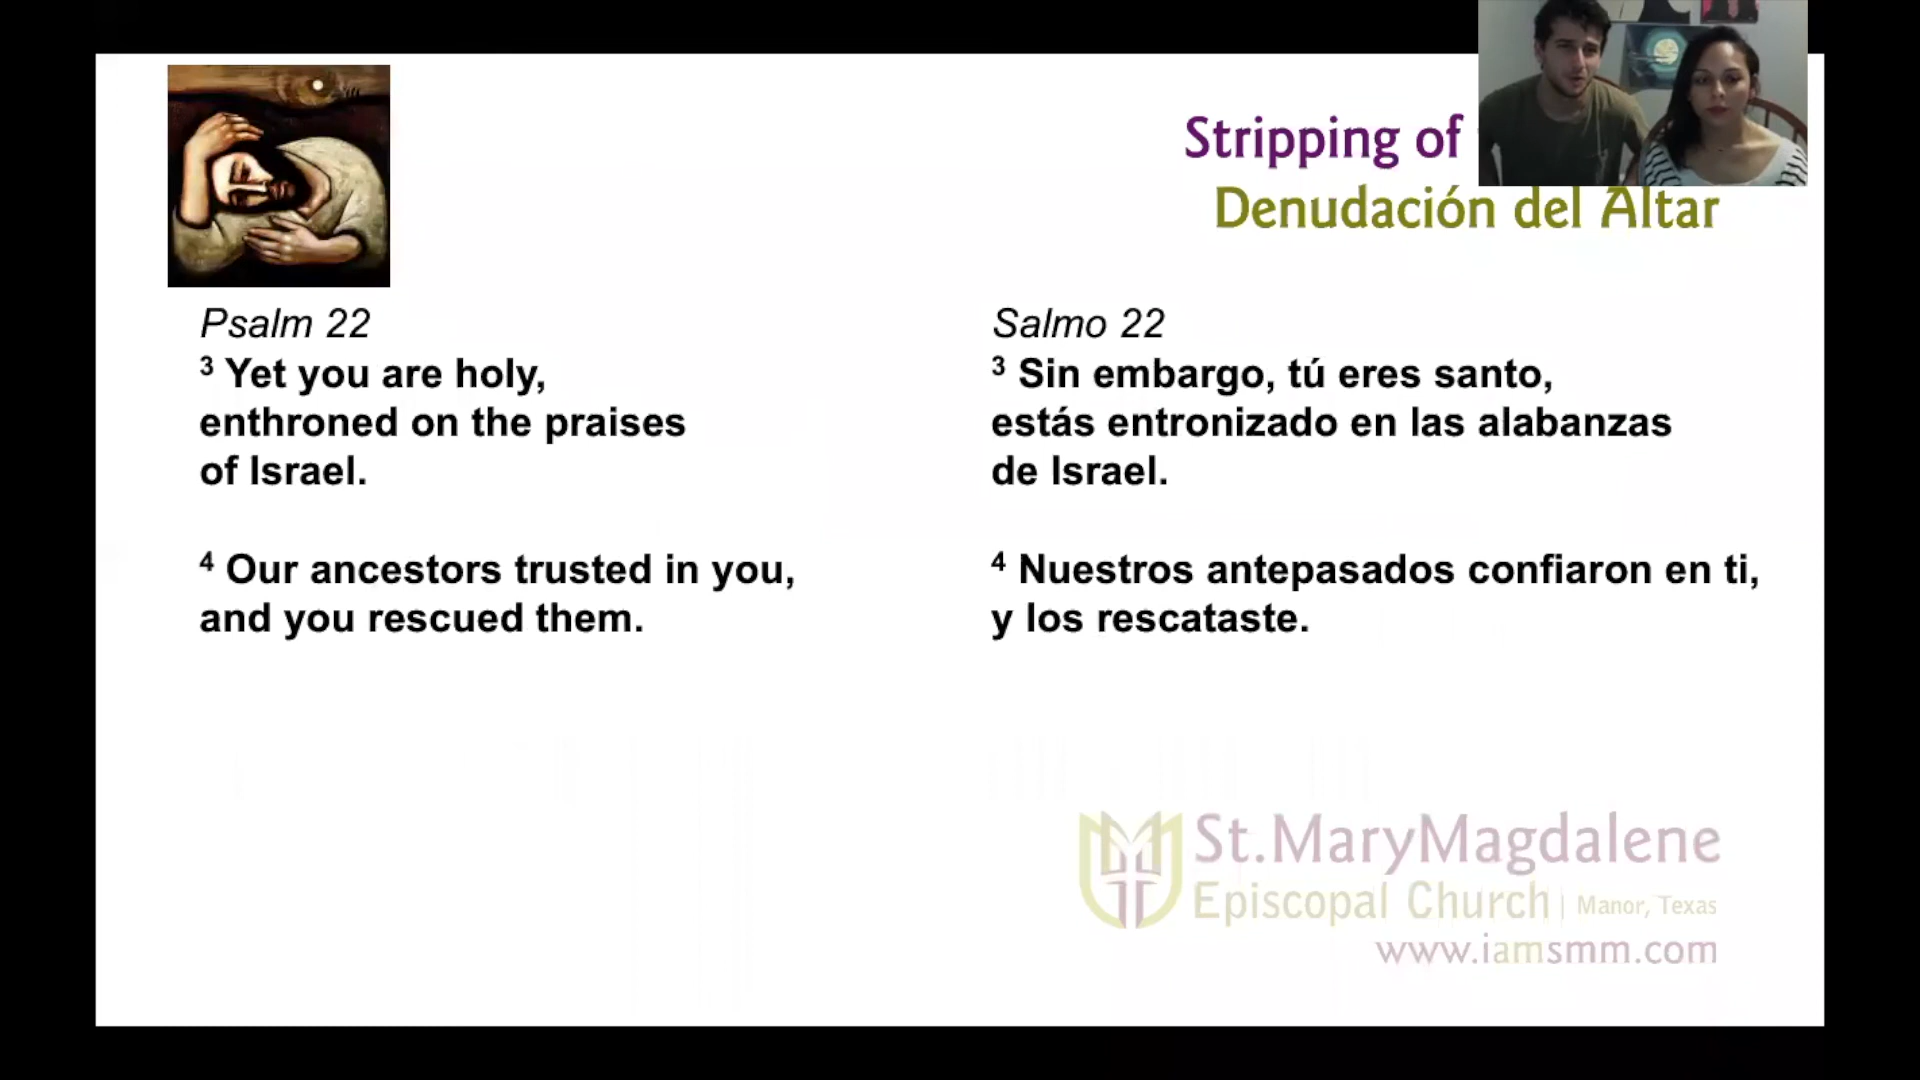 Stripping of
Denudación del Altar
Psalm 22
3 Yet you are holy,
enthroned on the praises
of Israel.
4 Our ancestors trusted in you,
and you rescued them.
Salmo 22
3 Sin embargo, tú eres santo,
estás entronizado en las alabanzas
de Israel.
4 Nuestros antepasados confiaron en ti,
y los rescataste.
St.MaryMagdalene
Episcopal Church | Manor, Texas
www.iamsmm.com